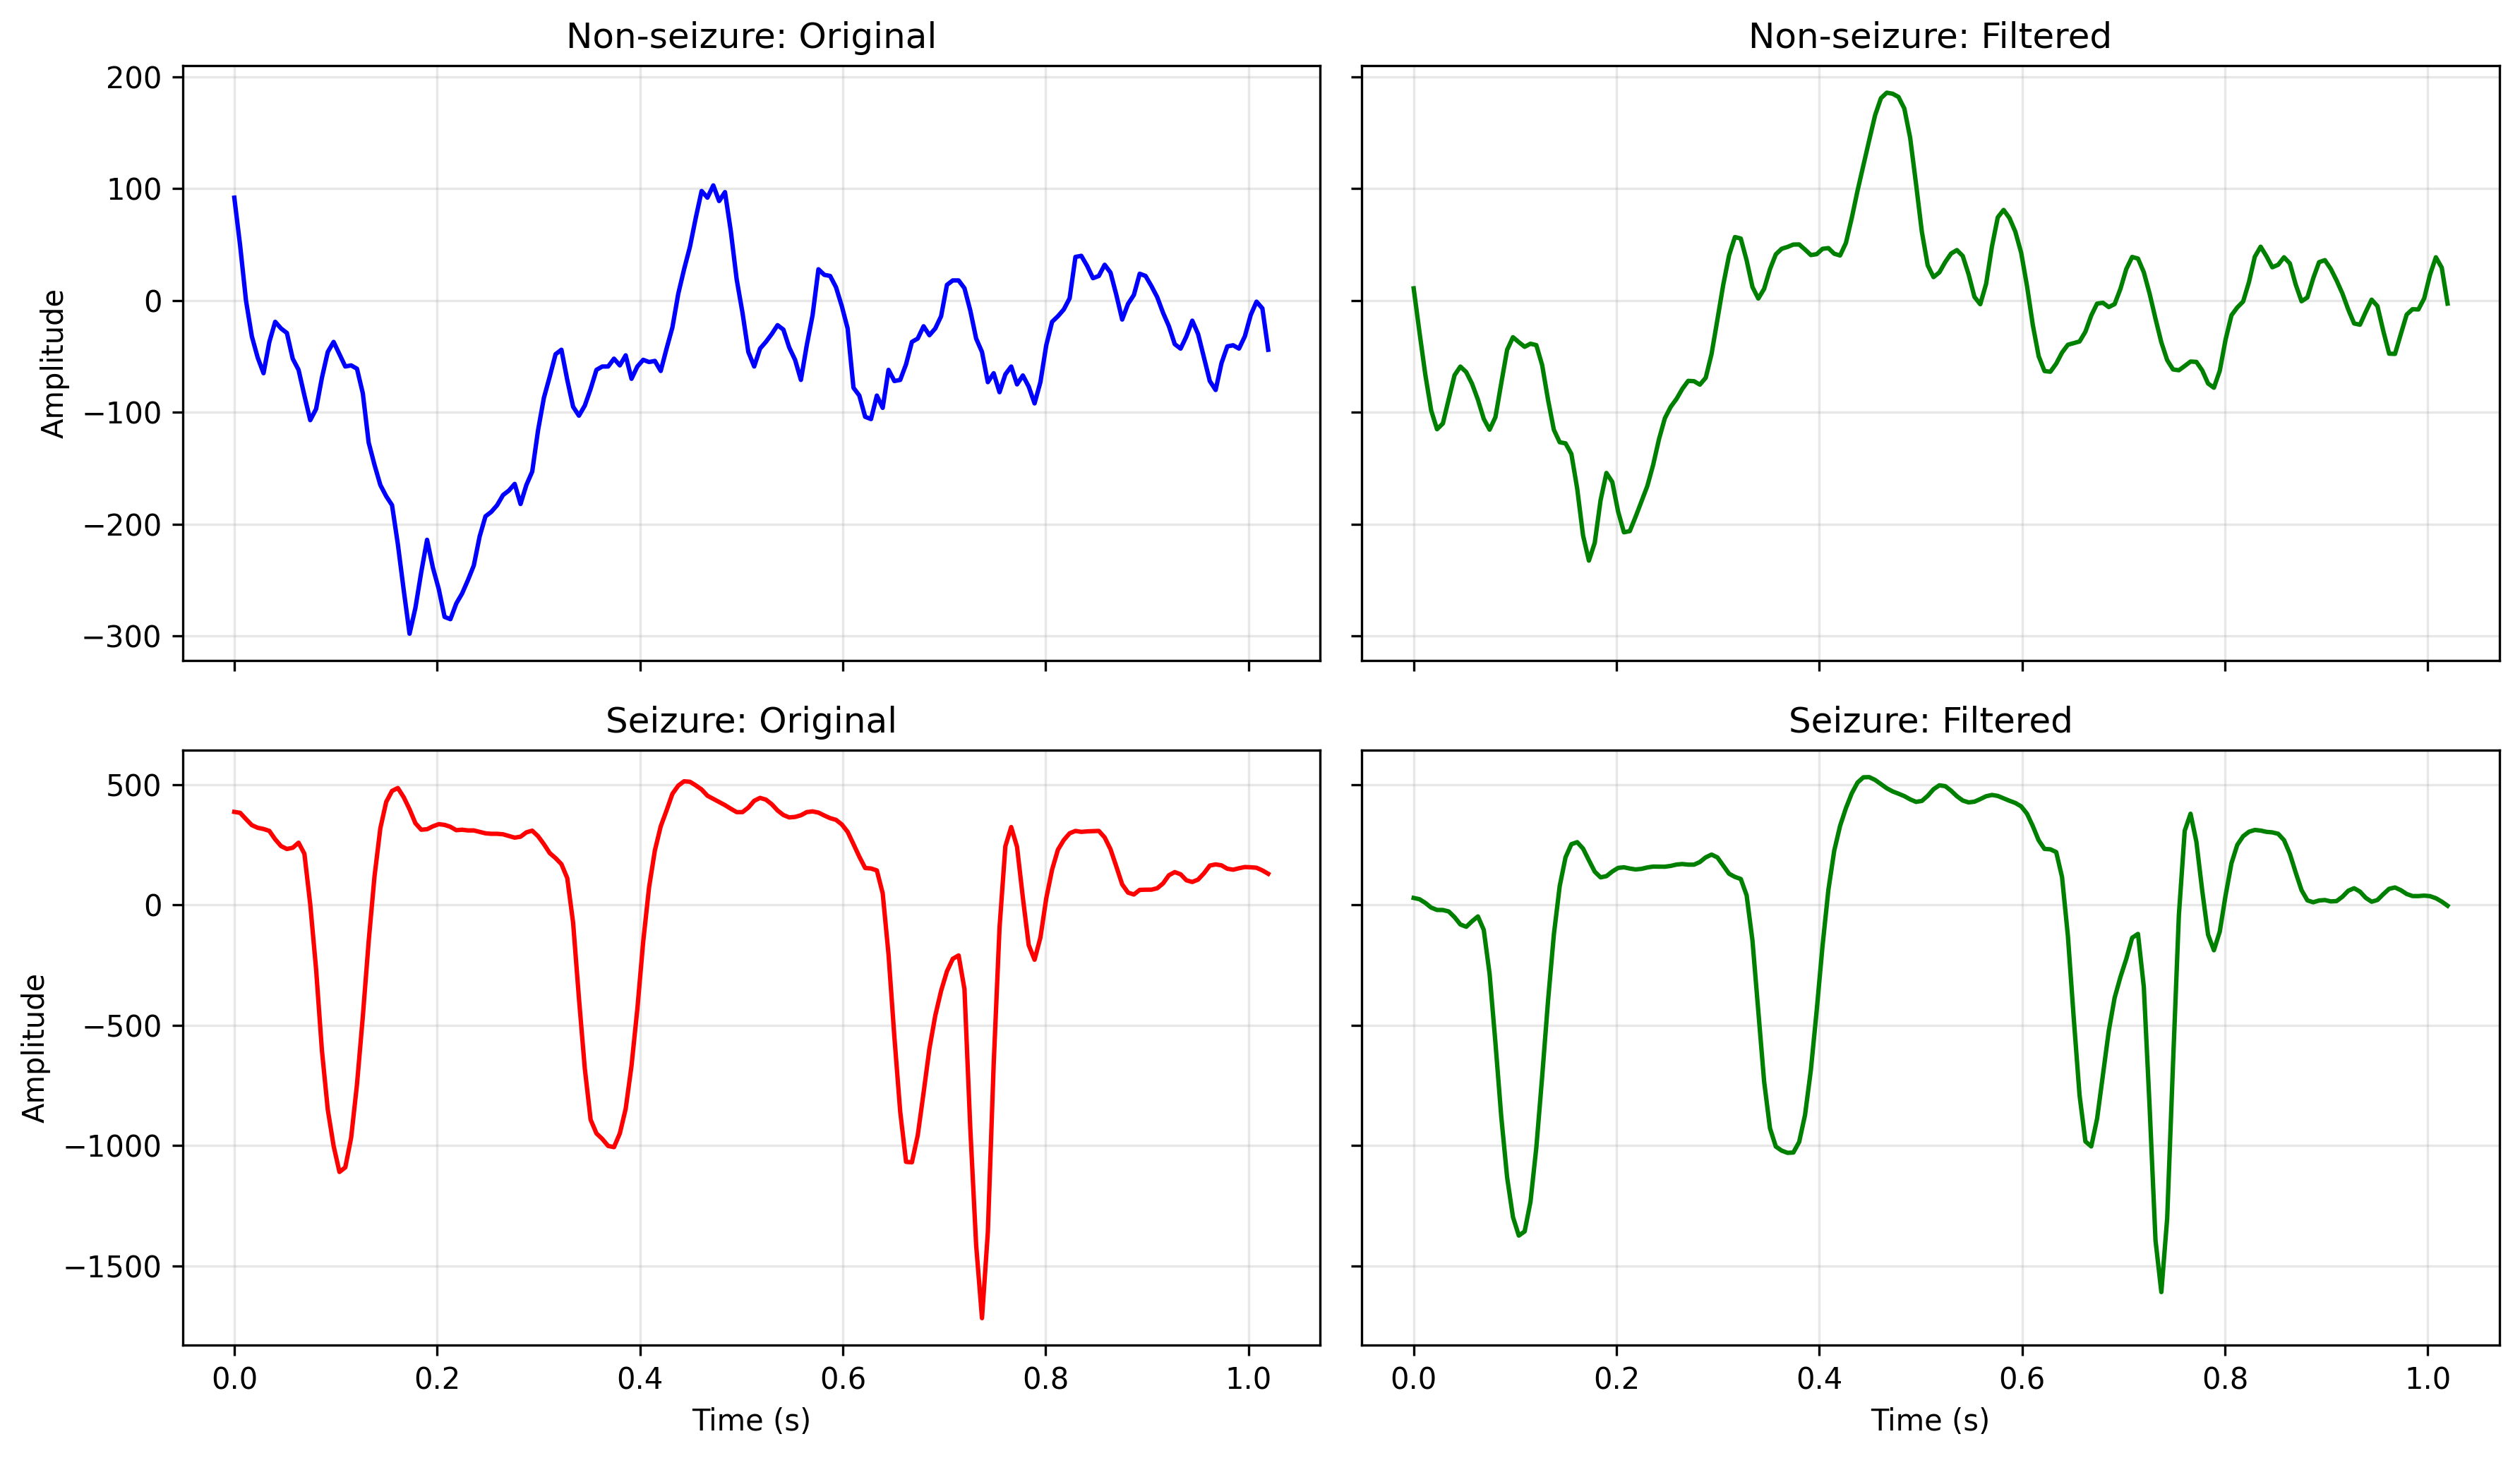 Non-seizure: Original
Non-seizure: Filtered
200
100
0
−100
−200
−300
Amplitude
Seizure: Original
Seizure: Filtered
500
0
−500
−1000
−1500
Amplitude
0.0 0.2 0.4 0.6 0.8 1.0
0.0 0.2 0.4 0.6 0.8 1.0
Time (s)
Time (s)